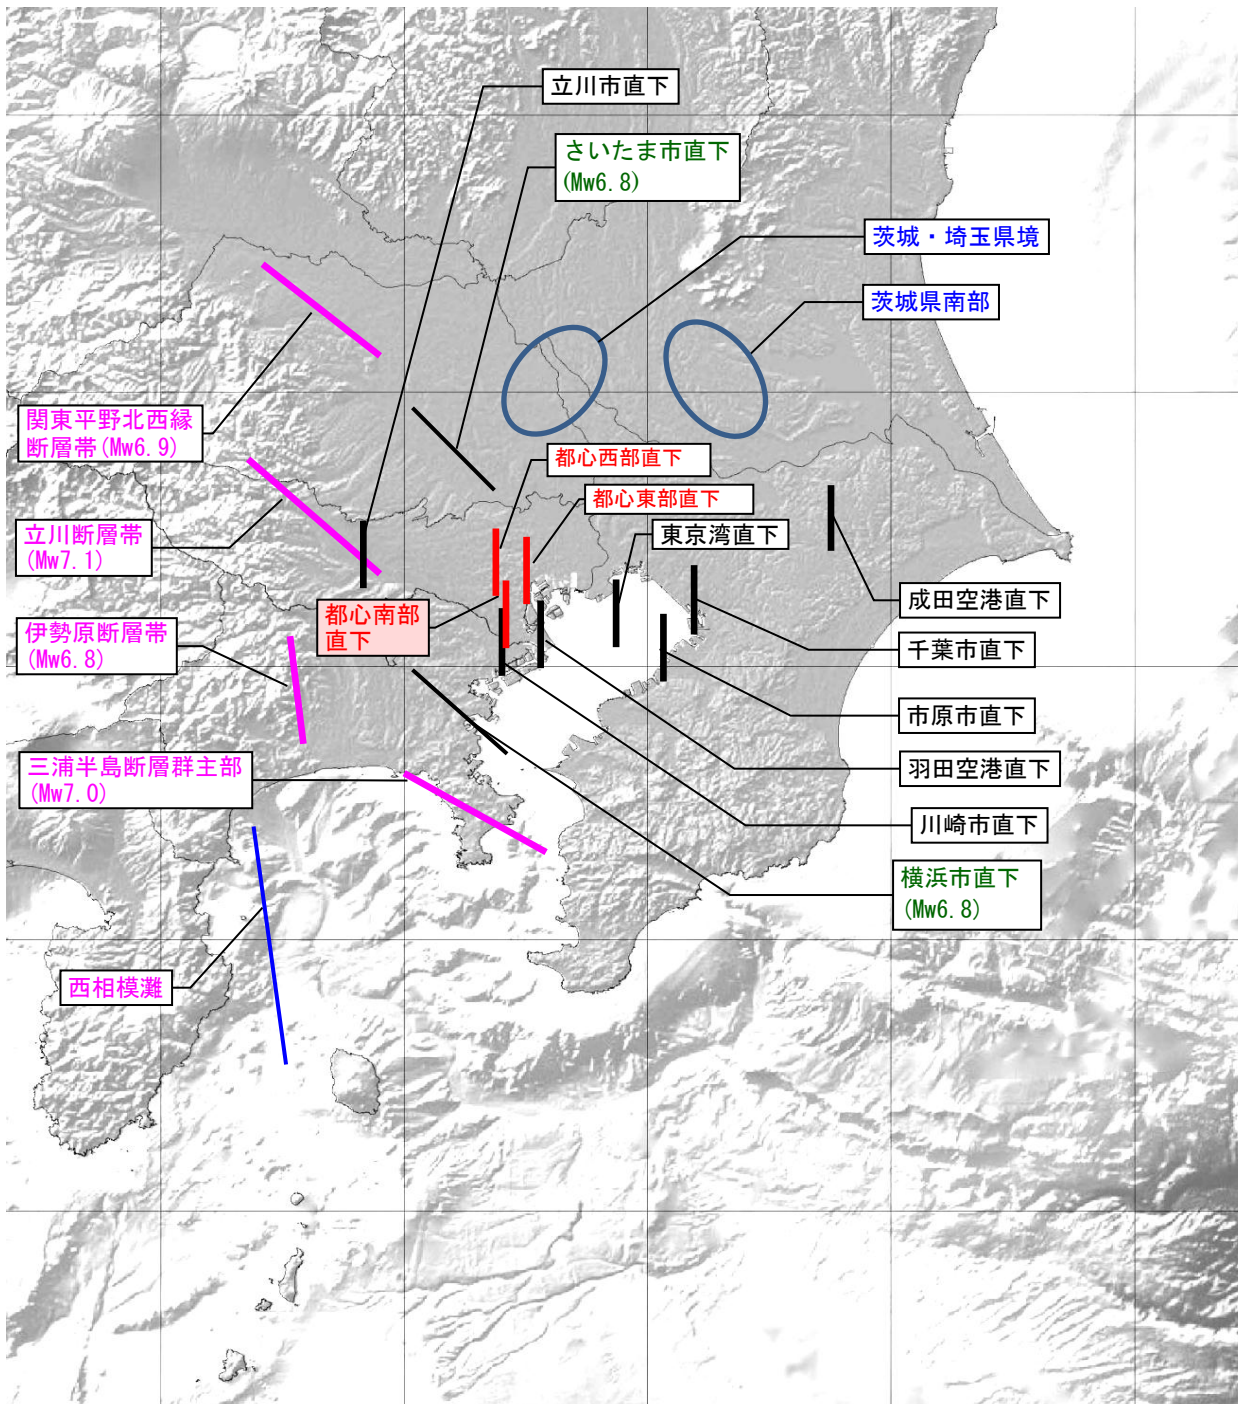 立川市直下
さいたま市直下
(Mw6.8)
茨城・埼玉県境
茨城県南部
関東平野北西縁
断層帯(Mw6.9)
都心西部直下
都心東部直下
立川断層帯
(Mw7.1)
東京湾直下
成田空港直下
都心南部
直下
伊勢原断層帯
(Mw6.8)
千葉市直下
市原市直下
三浦半島断層群主部
(Mw7.0)
羽田空港直下
川崎市直下
横浜市直下
(Mw6.8)
西相模灘